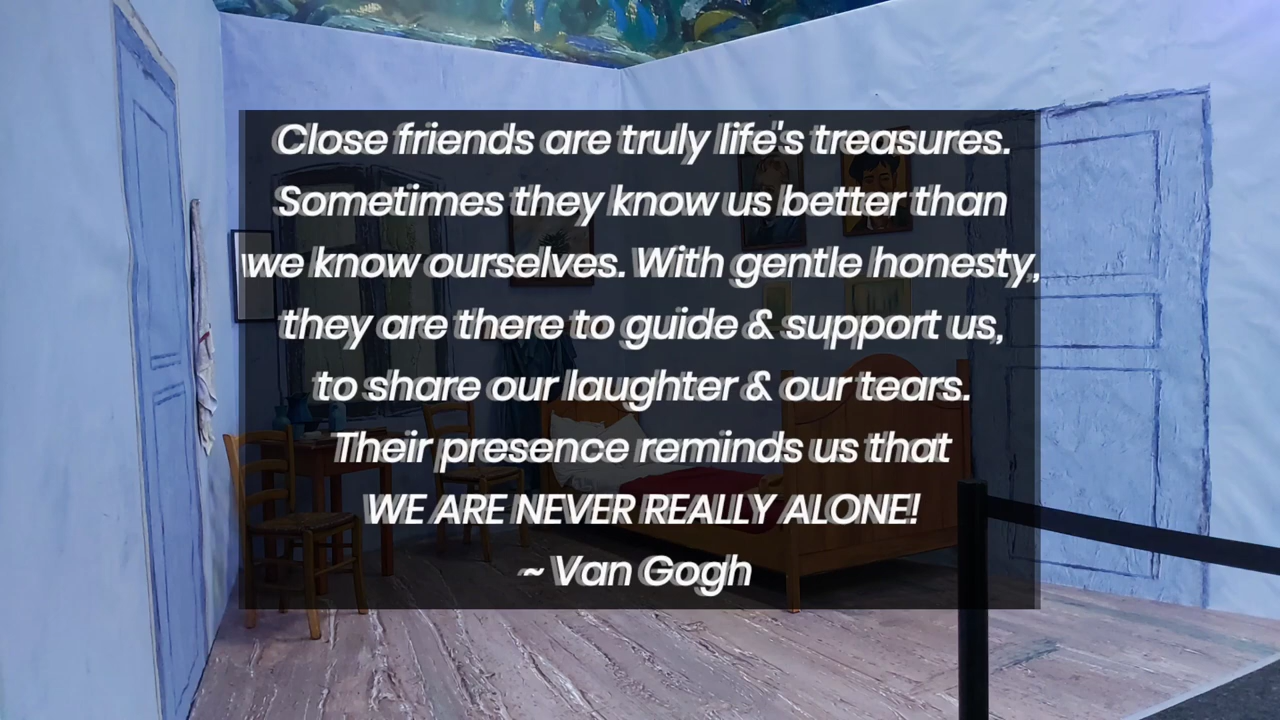 Close friends are truly life's treasures.
Sometimes they know us better than
we know ourselves. With gentle honesty,
they are there to guide & support us,
to share our laughter & our tears.
Their presence reminds us that
WE ARE NEVER REALLY ALONE!
~ Van Gogh